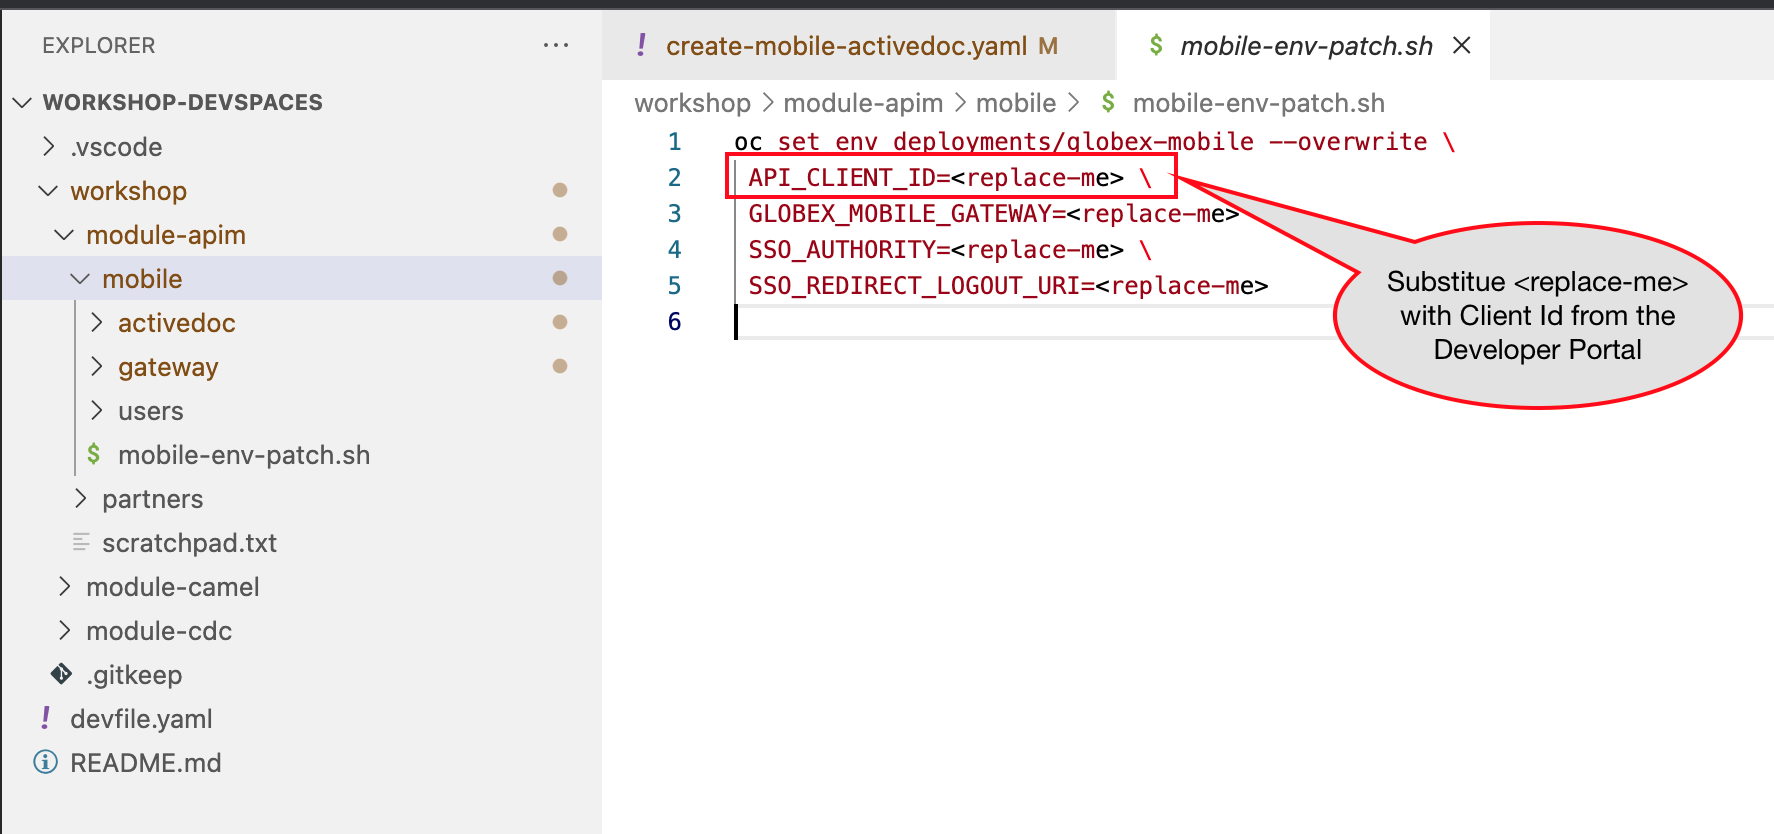 EXPLORER
WORKSHOP-DEVSPACES
.vscode
workshop
module-apim
mobile
activedoc
gateway
users
$ mobile-env-patch.sh
partners
scratchpad.txt
module-camel
module-cdc
.gitkeep
! devfile.yaml
README.md
! create-mobile-activedoc.yaml M
$ mobile-env-patch.sh
workshop > module-apim > mobile > $ mobile-env-patch.sh
1 oc set env deployments/globex-mobile --overwrite \
2 API_CLIENT_ID=<replace-me> \
3 GLOBEX_MOBILE_GATEWAY=<replace-me>
4 SSO_AUTHORITY=<replace-me> \
5 SSO_REDIRECT_LOGOUT_URI=<replace-me>
6
Substitue <replace-me>
with Client Id from the
Developer Portal